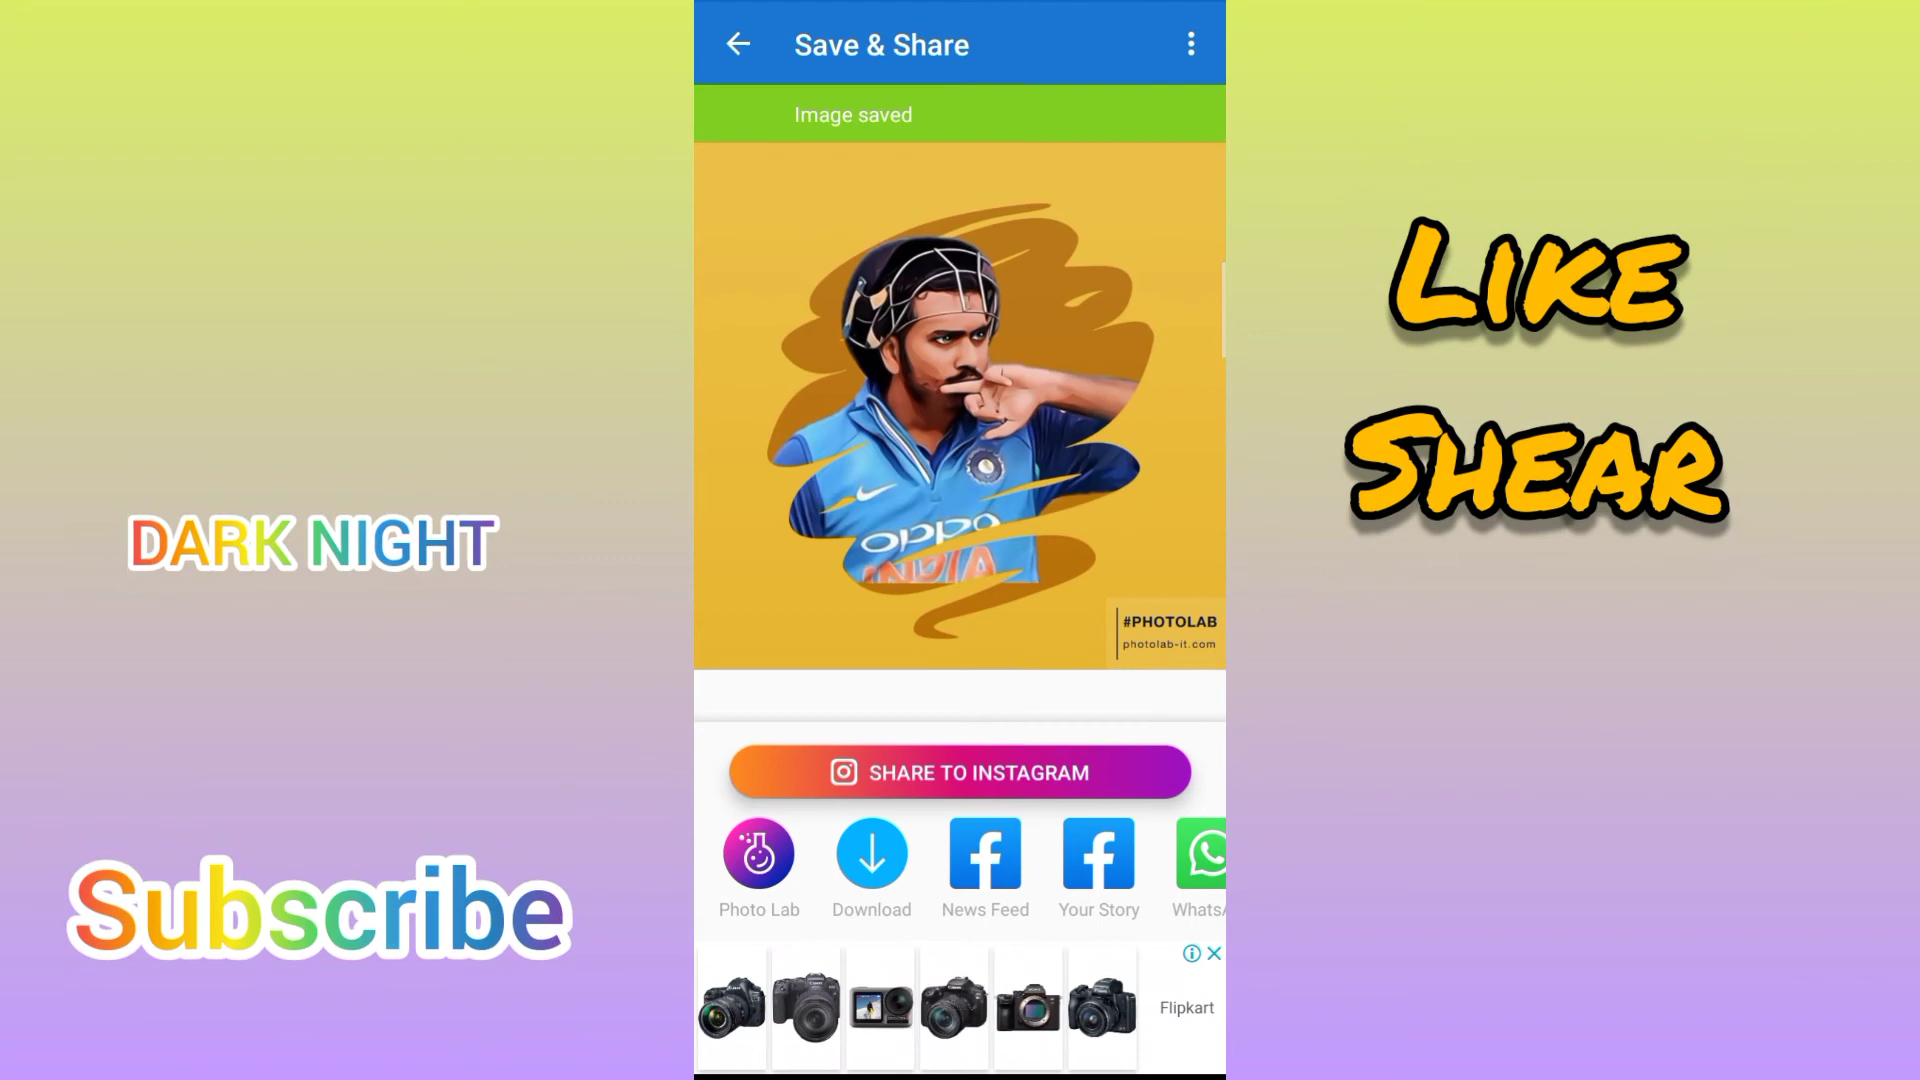 Save & Share
Image saved
oppo
INDIA
#PHOTOLAB
photolab-it.com
SHARE TO INSTAGRAM
Photo Lab
Download
News Feed
Your Story
WhatsA
Flipkart
DARK NIGHT
Subscribe
LIKE
SHEAR